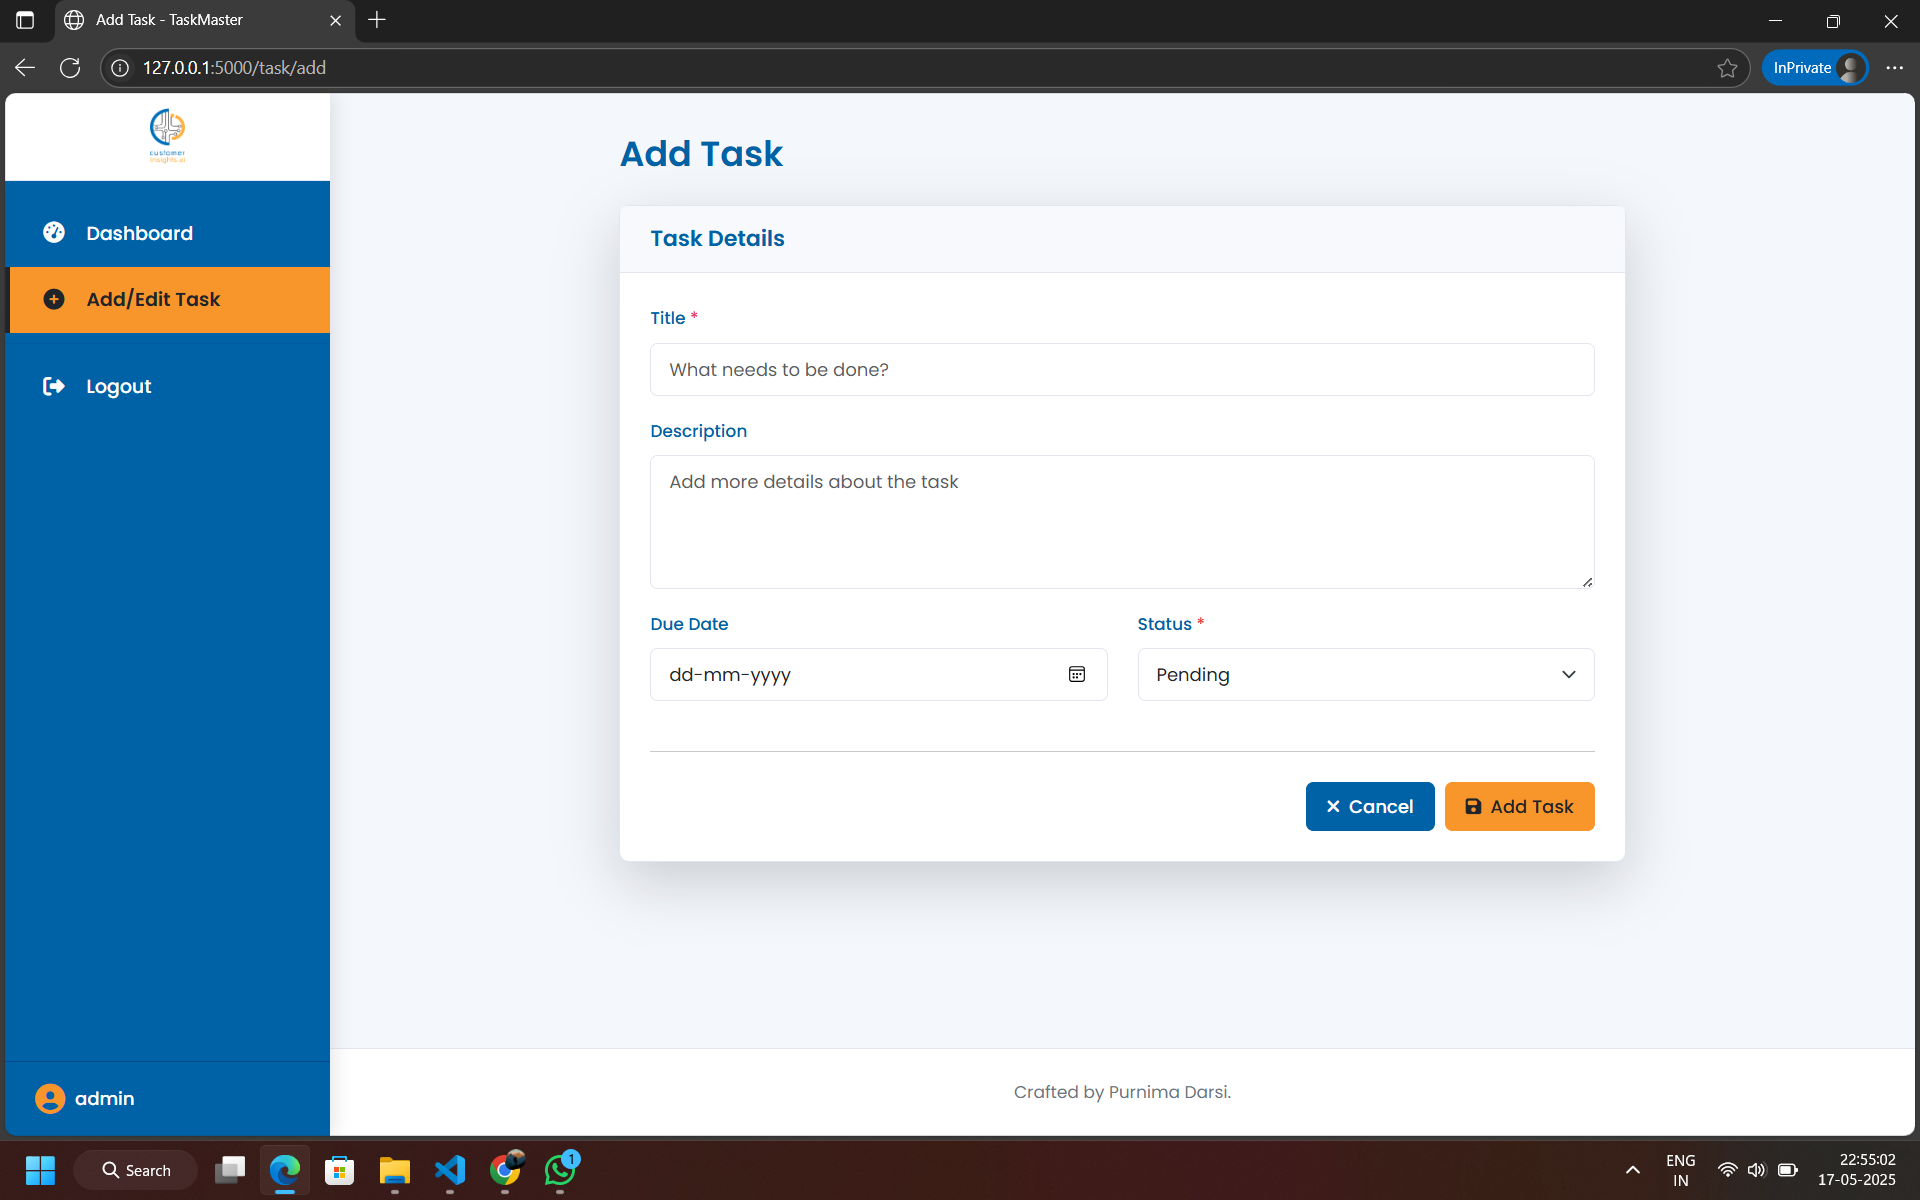 Add Task - TaskMaster
127.0.0.1:5000/task/add
InPrivate
customer
insights.ai
Dashboard
Add/Edit Task
Logout
admin
Add Task
Task Details
Title *
What needs to be done?
Description
Add more details about the task
Due Date
Status *
dd-mm-yyyy
Pending
Cancel
Add Task
Crafted by Purnima Darsi.
Search
1
ENG
IN
22:55:02
17-05-2025